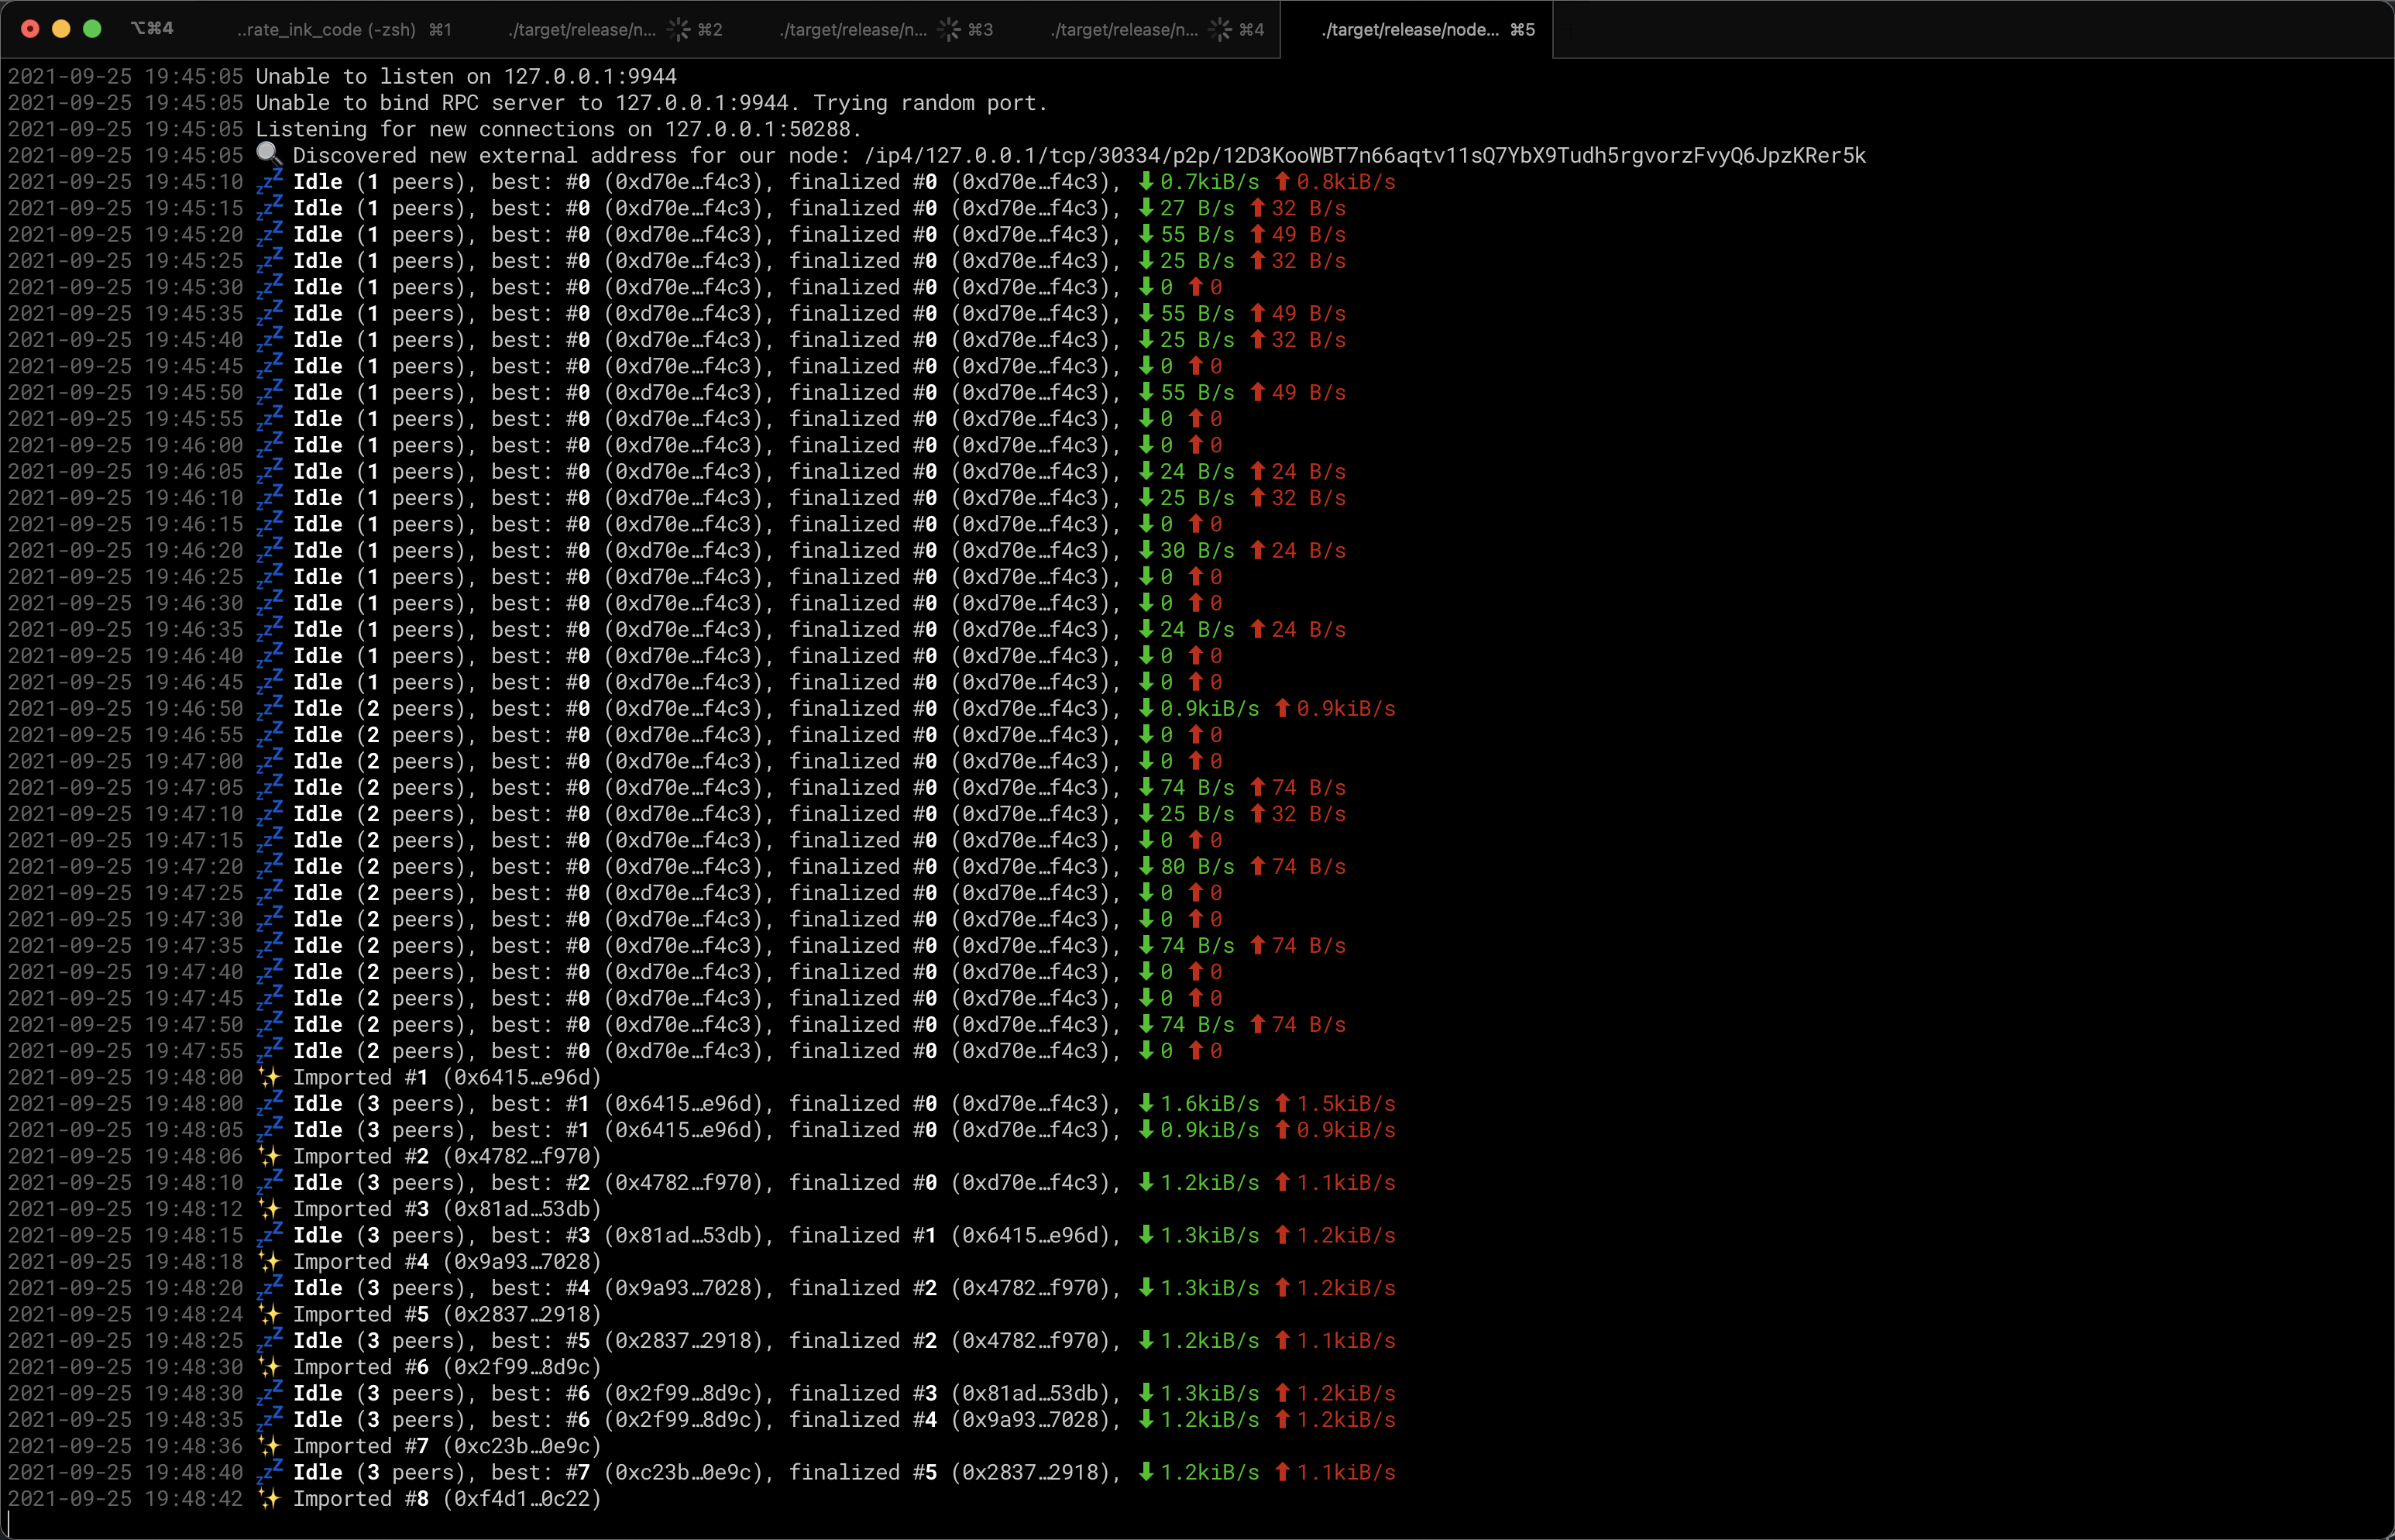 ⌥⌘4 ..rate_ink_code (-zsh) ⌘1 ./target/release/n... ⌘2 ./target/release/n... ⌘3 ./target/release/n... ⌘4 ./target/release/node... ⌘5
2021-09-25 19:45:05 Unable to listen on 127.0.0.1:9944
2021-09-25 19:45:05 Unable to bind RPC server to 127.0.0.1:9944. Trying random port.
2021-09-25 19:45:05 Listening for new connections on 127.0.0.1:50288.
2021-09-25 19:45:05 🔍 Discovered new external address for our node: /ip4/127.0.0.1/tcp/30334/p2p/12D3KooWBT7n66aqtv11sQ7YbX9Tudh5rgvorzFvyQ6JpzKRer5k
2021-09-25 19:45:10 💤 Idle (1 peers), best: #0 (0xd70e…f4c3), finalized #0 (0xd70e…f4c3), ⬇ 0.7kiB/s ⬆ 0.8kiB/s
2021-09-25 19:45:15 💤 Idle (1 peers), best: #0 (0xd70e…f4c3), finalized #0 (0xd70e…f4c3), ⬇ 27 B/s ⬆ 32 B/s
2021-09-25 19:45:20 💤 Idle (1 peers), best: #0 (0xd70e…f4c3), finalized #0 (0xd70e…f4c3), ⬇ 55 B/s ⬆ 49 B/s
2021-09-25 19:45:25 💤 Idle (1 peers), best: #0 (0xd70e…f4c3), finalized #0 (0xd70e…f4c3), ⬇ 25 B/s ⬆ 32 B/s
2021-09-25 19:45:30 💤 Idle (1 peers), best: #0 (0xd70e…f4c3), finalized #0 (0xd70e…f4c3), ⬇ 0 ⬆ 0
2021-09-25 19:45:35 💤 Idle (1 peers), best: #0 (0xd70e…f4c3), finalized #0 (0xd70e…f4c3), ⬇ 55 B/s ⬆ 49 B/s
2021-09-25 19:45:40 💤 Idle (1 peers), best: #0 (0xd70e…f4c3), finalized #0 (0xd70e…f4c3), ⬇ 25 B/s ⬆ 32 B/s
2021-09-25 19:45:45 💤 Idle (1 peers), best: #0 (0xd70e…f4c3), finalized #0 (0xd70e…f4c3), ⬇ 0 ⬆ 0
2021-09-25 19:45:50 💤 Idle (1 peers), best: #0 (0xd70e…f4c3), finalized #0 (0xd70e…f4c3), ⬇ 55 B/s ⬆ 49 B/s
2021-09-25 19:45:55 💤 Idle (1 peers), best: #0 (0xd70e…f4c3), finalized #0 (0xd70e…f4c3), ⬇ 0 ⬆ 0
2021-09-25 19:46:00 💤 Idle (1 peers), best: #0 (0xd70e…f4c3), finalized #0 (0xd70e…f4c3), ⬇ 0 ⬆ 0
2021-09-25 19:46:05 💤 Idle (1 peers), best: #0 (0xd70e…f4c3), finalized #0 (0xd70e…f4c3), ⬇ 24 B/s ⬆ 24 B/s
2021-09-25 19:46:10 💤 Idle (1 peers), best: #0 (0xd70e…f4c3), finalized #0 (0xd70e…f4c3), ⬇ 25 B/s ⬆ 32 B/s
2021-09-25 19:46:15 💤 Idle (1 peers), best: #0 (0xd70e…f4c3), finalized #0 (0xd70e…f4c3), ⬇ 0 ⬆ 0
2021-09-25 19:46:20 💤 Idle (1 peers), best: #0 (0xd70e…f4c3), finalized #0 (0xd70e…f4c3), ⬇ 30 B/s ⬆ 24 B/s
2021-09-25 19:46:25 💤 Idle (1 peers), best: #0 (0xd70e…f4c3), finalized #0 (0xd70e…f4c3), ⬇ 0 ⬆ 0
2021-09-25 19:46:30 💤 Idle (1 peers), best: #0 (0xd70e…f4c3), finalized #0 (0xd70e…f4c3), ⬇ 0 ⬆ 0
2021-09-25 19:46:35 💤 Idle (1 peers), best: #0 (0xd70e…f4c3), finalized #0 (0xd70e…f4c3), ⬇ 24 B/s ⬆ 24 B/s
2021-09-25 19:46:40 💤 Idle (1 peers), best: #0 (0xd70e…f4c3), finalized #0 (0xd70e…f4c3), ⬇ 0 ⬆ 0
2021-09-25 19:46:45 💤 Idle (1 peers), best: #0 (0xd70e…f4c3), finalized #0 (0xd70e…f4c3), ⬇ 0 ⬆ 0
2021-09-25 19:46:50 💤 Idle (2 peers), best: #0 (0xd70e…f4c3), finalized #0 (0xd70e…f4c3), ⬇ 0.9kiB/s ⬆ 0.9kiB/s
2021-09-25 19:46:55 💤 Idle (2 peers), best: #0 (0xd70e…f4c3), finalized #0 (0xd70e…f4c3), ⬇ 0 ⬆ 0
2021-09-25 19:47:00 💤 Idle (2 peers), best: #0 (0xd70e…f4c3), finalized #0 (0xd70e…f4c3), ⬇ 0 ⬆ 0
2021-09-25 19:47:05 💤 Idle (2 peers), best: #0 (0xd70e…f4c3), finalized #0 (0xd70e…f4c3), ⬇ 74 B/s ⬆ 74 B/s
2021-09-25 19:47:10 💤 Idle (2 peers), best: #0 (0xd70e…f4c3), finalized #0 (0xd70e…f4c3), ⬇ 25 B/s ⬆ 32 B/s
2021-09-25 19:47:15 💤 Idle (2 peers), best: #0 (0xd70e…f4c3), finalized #0 (0xd70e…f4c3), ⬇ 0 ⬆ 0
2021-09-25 19:47:20 💤 Idle (2 peers), best: #0 (0xd70e…f4c3), finalized #0 (0xd70e…f4c3), ⬇ 80 B/s ⬆ 74 B/s
2021-09-25 19:47:25 💤 Idle (2 peers), best: #0 (0xd70e…f4c3), finalized #0 (0xd70e…f4c3), ⬇ 0 ⬆ 0
2021-09-25 19:47:30 💤 Idle (2 peers), best: #0 (0xd70e…f4c3), finalized #0 (0xd70e…f4c3), ⬇ 0 ⬆ 0
2021-09-25 19:47:35 💤 Idle (2 peers), best: #0 (0xd70e…f4c3), finalized #0 (0xd70e…f4c3), ⬇ 74 B/s ⬆ 74 B/s
2021-09-25 19:47:40 💤 Idle (2 peers), best: #0 (0xd70e…f4c3), finalized #0 (0xd70e…f4c3), ⬇ 0 ⬆ 0
2021-09-25 19:47:45 💤 Idle (2 peers), best: #0 (0xd70e…f4c3), finalized #0 (0xd70e…f4c3), ⬇ 0 ⬆ 0
2021-09-25 19:47:50 💤 Idle (2 peers), best: #0 (0xd70e…f4c3), finalized #0 (0xd70e…f4c3), ⬇ 74 B/s ⬆ 74 B/s
2021-09-25 19:47:55 💤 Idle (2 peers), best: #0 (0xd70e…f4c3), finalized #0 (0xd70e…f4c3), ⬇ 0 ⬆ 0
2021-09-25 19:48:00 ✨ Imported #1 (0x6415…e96d)
2021-09-25 19:48:00 💤 Idle (3 peers), best: #1 (0x6415…e96d), finalized #0 (0xd70e…f4c3), ⬇ 1.6kiB/s ⬆ 1.5kiB/s
2021-09-25 19:48:05 💤 Idle (3 peers), best: #1 (0x6415…e96d), finalized #0 (0xd70e…f4c3), ⬇ 0.9kiB/s ⬆ 0.9kiB/s
2021-09-25 19:48:06 ✨ Imported #2 (0x4782…f970)
2021-09-25 19:48:10 💤 Idle (3 peers), best: #2 (0x4782…f970), finalized #0 (0xd70e…f4c3), ⬇ 1.2kiB/s ⬆ 1.1kiB/s
2021-09-25 19:48:12 ✨ Imported #3 (0x81ad…53db)
2021-09-25 19:48:15 💤 Idle (3 peers), best: #3 (0x81ad…53db), finalized #1 (0x6415…e96d), ⬇ 1.3kiB/s ⬆ 1.2kiB/s
2021-09-25 19:48:18 ✨ Imported #4 (0x9a93…7028)
2021-09-25 19:48:20 💤 Idle (3 peers), best: #4 (0x9a93…7028), finalized #2 (0x4782…f970), ⬇ 1.3kiB/s ⬆ 1.2kiB/s
2021-09-25 19:48:24 ✨ Imported #5 (0x2837…2918)
2021-09-25 19:48:25 💤 Idle (3 peers), best: #5 (0x2837…2918), finalized #2 (0x4782…f970), ⬇ 1.2kiB/s ⬆ 1.1kiB/s
2021-09-25 19:48:30 ✨ Imported #6 (0x2f99…8d9c)
2021-09-25 19:48:30 💤 Idle (3 peers), best: #6 (0x2f99…8d9c), finalized #3 (0x81ad…53db), ⬇ 1.3kiB/s ⬆ 1.2kiB/s
2021-09-25 19:48:35 💤 Idle (3 peers), best: #6 (0x2f99…8d9c), finalized #4 (0x9a93…7028), ⬇ 1.2kiB/s ⬆ 1.2kiB/s
2021-09-25 19:48:36 ✨ Imported #7 (0xc23b…0e9c)
2021-09-25 19:48:40 💤 Idle (3 peers), best: #7 (0xc23b…0e9c), finalized #5 (0x2837…2918), ⬇ 1.2kiB/s ⬆ 1.1kiB/s
2021-09-25 19:48:42 ✨ Imported #8 (0xf4d1…0c22)